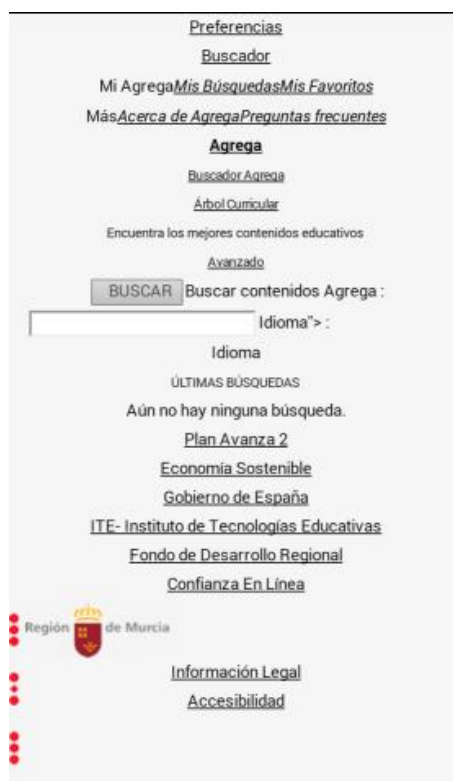 Preferencias
Buscador
Mi AgregaMis BúsquedasMis Favoritos
MásAcerca de AgregaPreguntas frecuentes
Agrega
Buscador Agrega
Árbol Curricular
Encuentra los mejores contenidos educativos
Avanzado
BUSCAR Buscar contenidos Agrega :
Idioma"> :
Idioma
ÚLTIMAS BÚSQUEDAS
Aún no hay ninguna búsqueda.
Plan Avanza 2
Economía Sostenible
Gobierno de España
ITE- Instituto de Tecnologías Educativas
Fondo de Desarrollo Regional
Confianza En Línea
Región de Murcia
Información Legal
Accesibilidad